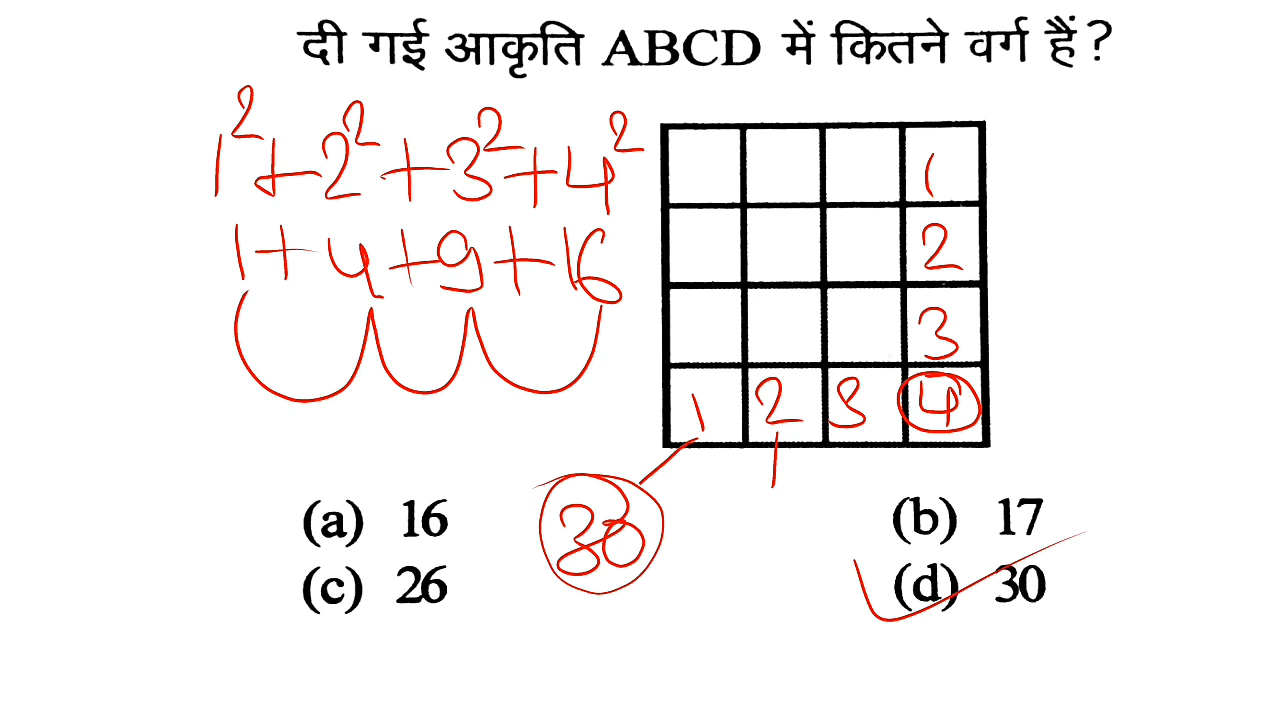 दी गई आकृति ABCD में कितने वर्ग हैं?
1²+2²+3²+4²
1+4+9+16
1
2
3
1 2 3 4
30
(a) 16 (b) 17
(c) 26 (d) 30